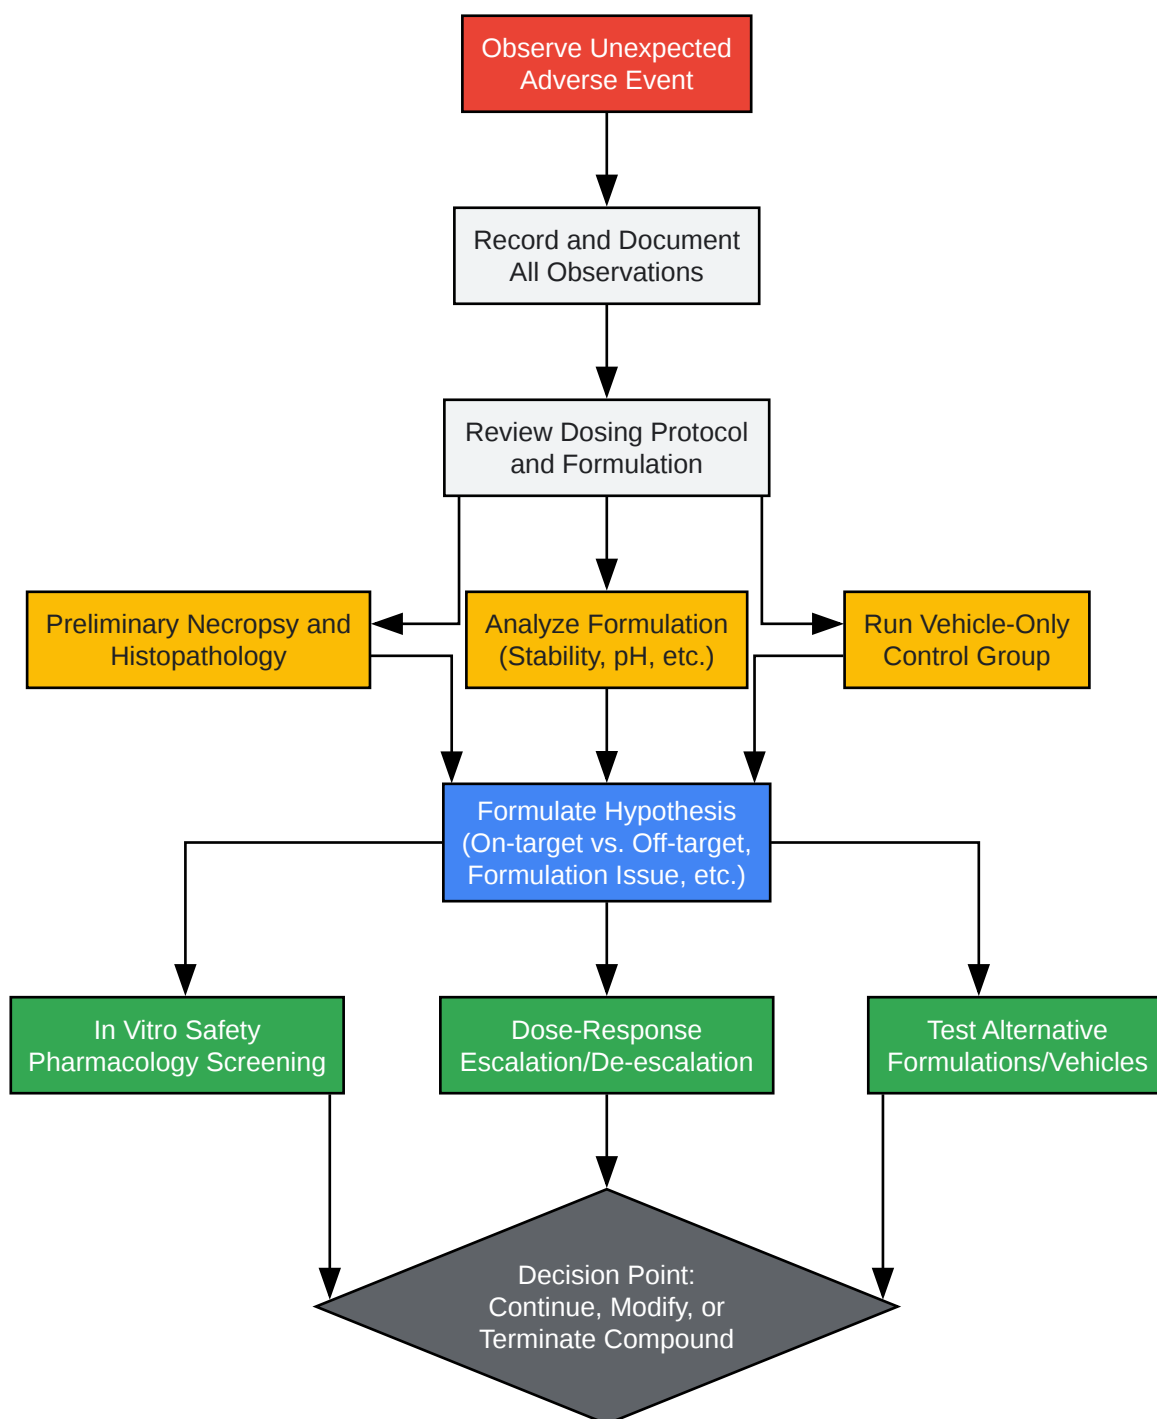 Observe Unexpected
Adverse Event
Record and Document
All Observations
Review Dosing Protocol
and Formulation
Preliminary Necropsy and
Histopathology
Analyze Formulation
(Stability, pH, etc.)
Run Vehicle-Only
Control Group
Formulate Hypothesis
(On-target vs. Off-target,
Formulation Issue, etc.)
In Vitro Safety
Pharmacology Screening
Dose-Response
Escalation/De-escalation
Test Alternative
Formulations/Vehicles
Decision Point:
Continue, Modify, or
Terminate Compound